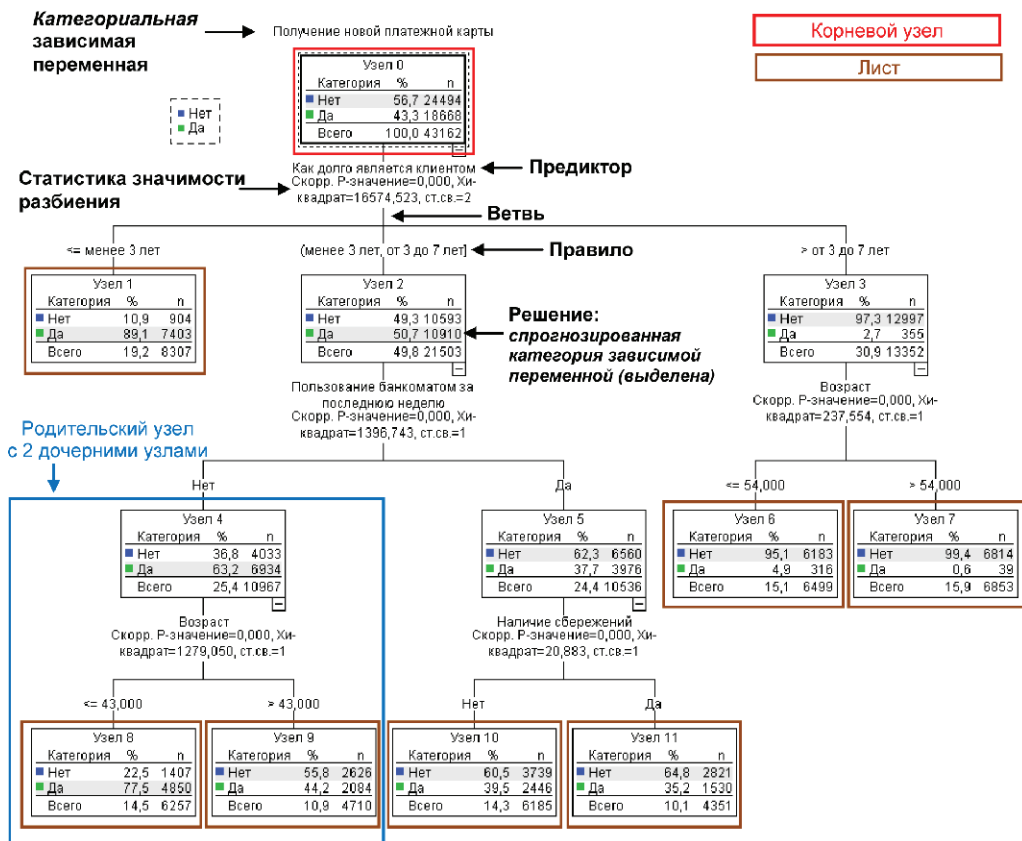 Категориальная
зависимая
переменная
Получение новой платежной карты
Корневой узел
Лист
Нет
Да
Узел 0
Категория % n
Нет 56,7 24494
Да 43,3 18668
Всего 100,0 43162
Как долго является клиентом
Скорр. P-значение=0,000, Хи-
квадрат=16574,523, ст.св.=2
Предиктор
Статистика значимости
разбиения
Ветвь
<= менее 3 лет
(менее 3 лет, от 3 до 7 лет]
Правило
> от 3 до 7 лет
Узел 1
Категория % n
Нет 10,9 904
Да 89,1 7403
Всего 19,2 8307
Узел 2
Категория % n
Нет 49,3 10593
Да 50,7 10910
Всего 49,8 21503
Решение:
спрогнозированная
категория зависимой
переменной (выделена)
Узел 3
Категория % n
Нет 97,3 12997
Да 2,7 355
Всего 30,9 13352
Пользование банкоматом за
последнюю неделю
Скорр. P-значение=0,000, Хи-
квадрат=1396,743, ст.св.=1
Возраст
Скорр. P-значение=0,000, Хи-
квадрат=237,554, ст.св.=1
Родительский узел
с 2 дочерними узлами
Нет
Да
<= 54,000
> 54,000
Узел 4
Категория % n
Нет 36,8 4033
Да 63,2 6934
Всего 25,4 10967
Узел 5
Категория % n
Нет 62,3 6560
Да 37,7 3976
Всего 24,4 10536
Узел 6
Категория % n
Нет 95,1 6183
Да 4,9 316
Всего 15,1 6499
Узел 7
Категория % n
Нет 99,4 6814
Да 0,6 39
Всего 15,9 6853
Возраст
Скорр. P-значение=0,000, Хи-
квадрат=1279,050, ст.св.=1
Наличие сбережений
Скорр. P-значение=0,000, Хи-
квадрат=20,883, ст.св.=1
<= 43,000
> 43,000
Нет
Да
Узел 8
Категория % n
Нет 22,5 1407
Да 77,5 4850
Всего 14,5 6257
Узел 9
Категория % n
Нет 55,8 2626
Да 44,2 2084
Всего 10,9 4710
Узел 10
Категория % n
Нет 60,5 3739
Да 39,5 2446
Всего 14,3 6185
Узел 11
Категория % n
Нет 64,8 2821
Да 35,2 1530
Всего 10,1 4351